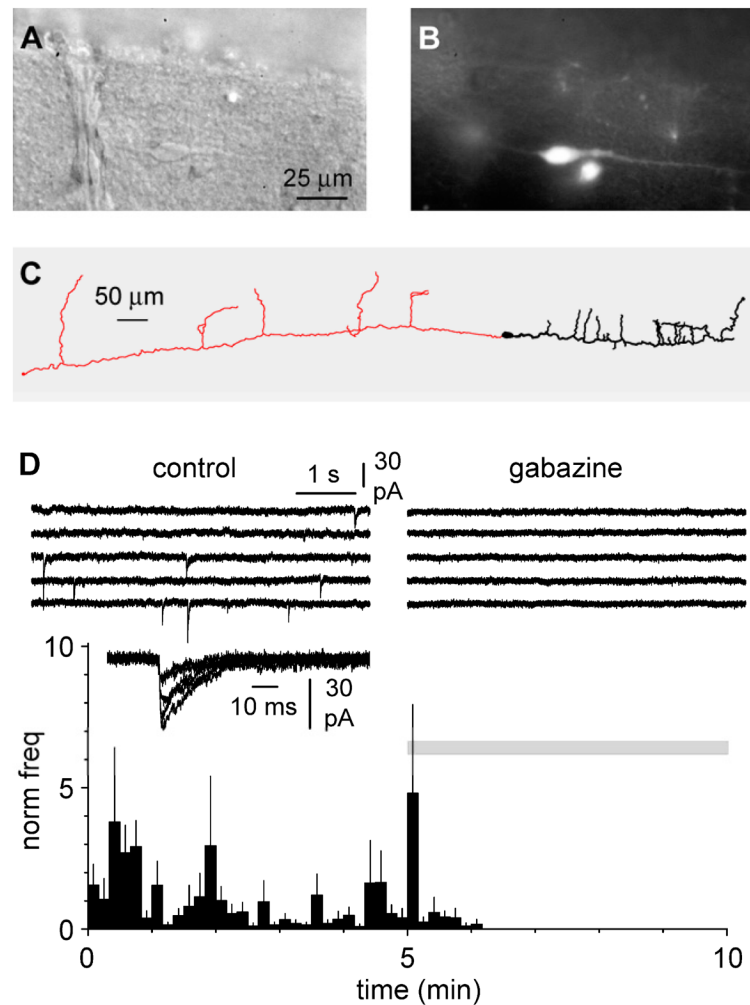 A
B
25 μm
C
50 μm
D
control
1 s
30
pA
gabazine
10
10 ms
30
pA
5
norm freq
0
0
5
10
time (min)